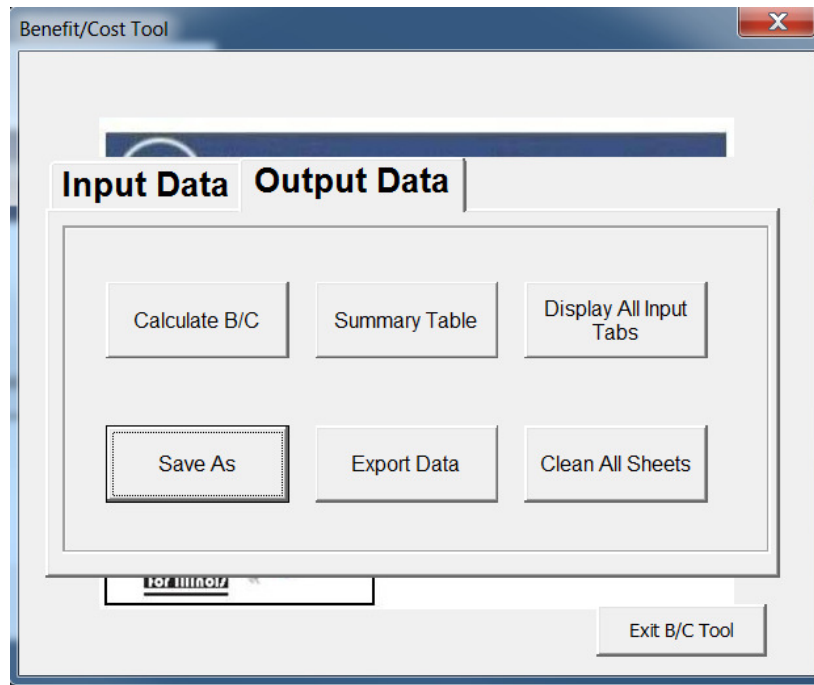 Benefit/Cost Tool
Input Data Output Data
Calculate B/C
Summary Table
Display All Input
Tabs
Save As
Export Data
Clean All Sheets
for Illinois
Exit B/C Tool